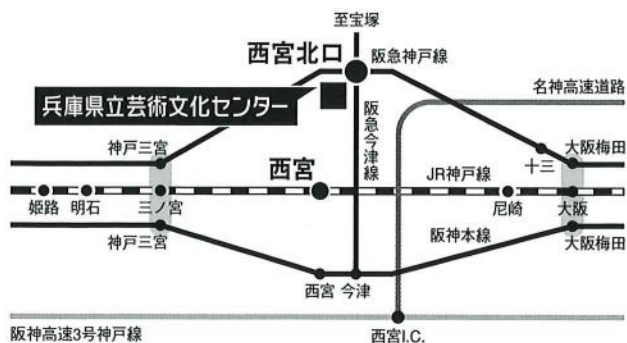 至宝塚
西宮北口
阪急神戸線
兵庫県立芸術文化センター
名神高速道路
阪急今津線
神戸三宮
西宮
十三
大阪梅田
JR神戸線
姫路
明石
三ノ宮
尼崎
大阪
神戸三宮
阪神本線
大阪梅田
西宮
今津
阪神高速3号神戸線
西宮I.C.